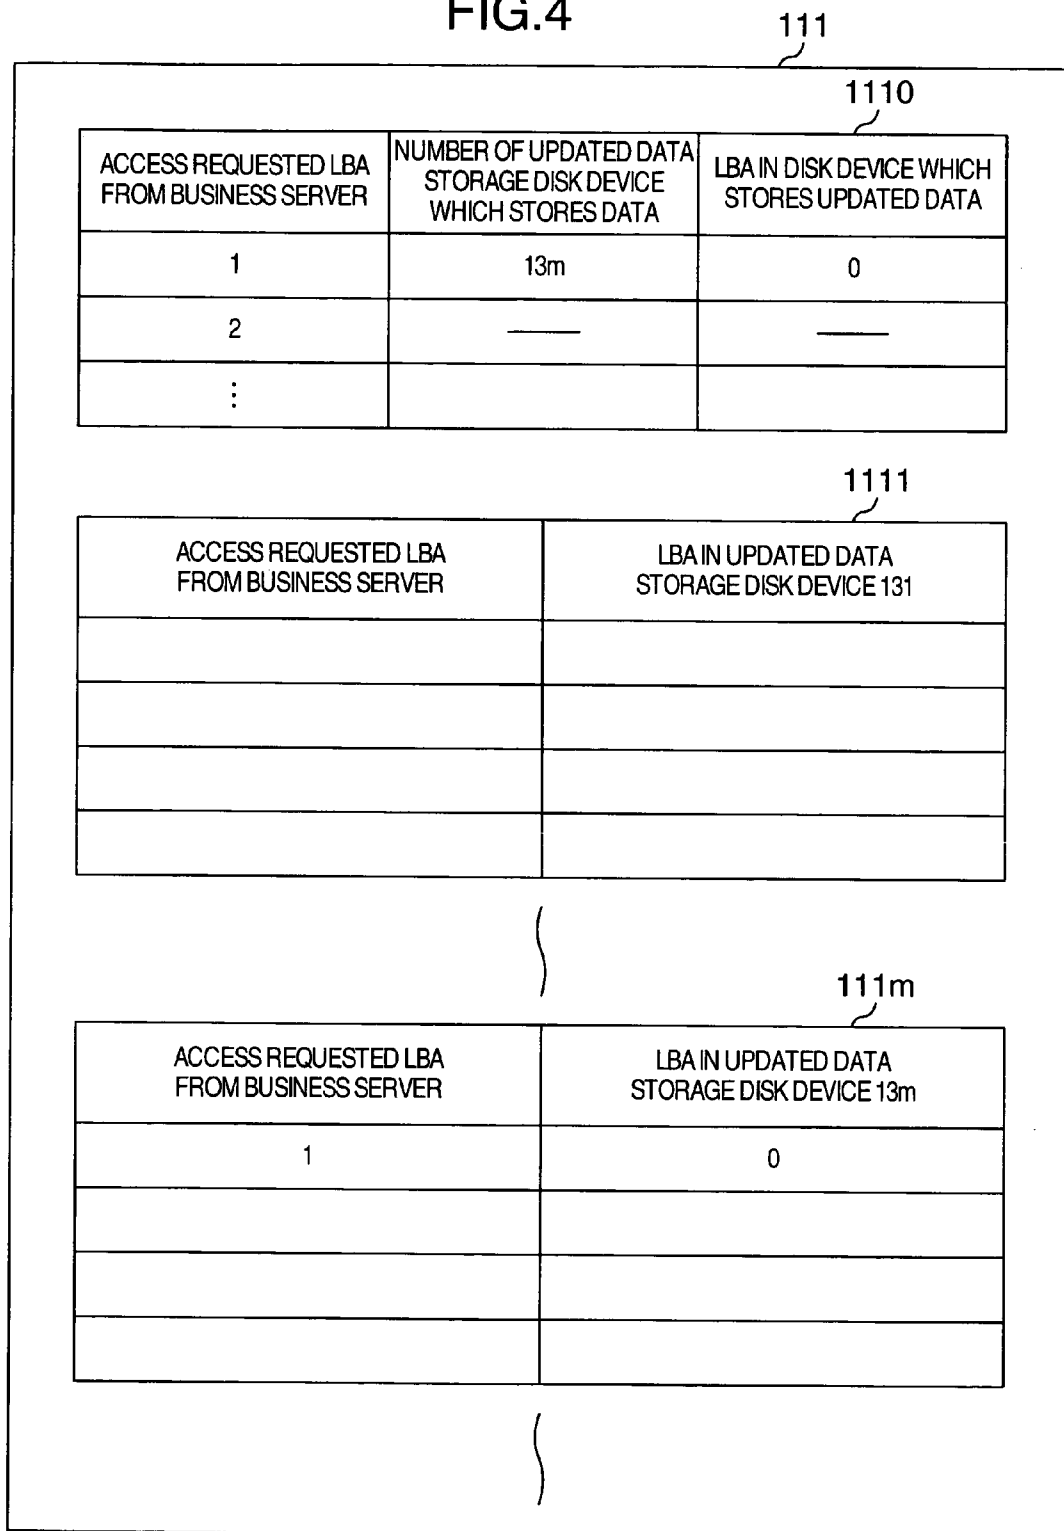 FIG.4
111
1110
ACCESS REQUESTED LBA
FROM BUSINESS SERVER
NUMBER OF UPDATED DATA
STORAGE DISK DEVICE
WHICH STORES DATA
LBA IN DISK DEVICE WHICH
STORES UPDATED DATA
1
13m
0
2
1111
ACCESS REQUESTED LBA
FROM BUSINESS SERVER
LBA IN UPDATED DATA
STORAGE DISK DEVICE 131
111m
ACCESS REQUESTED LBA
FROM BUSINESS SERVER
LBA IN UPDATED DATA
STORAGE DISK DEVICE 13m
1
0